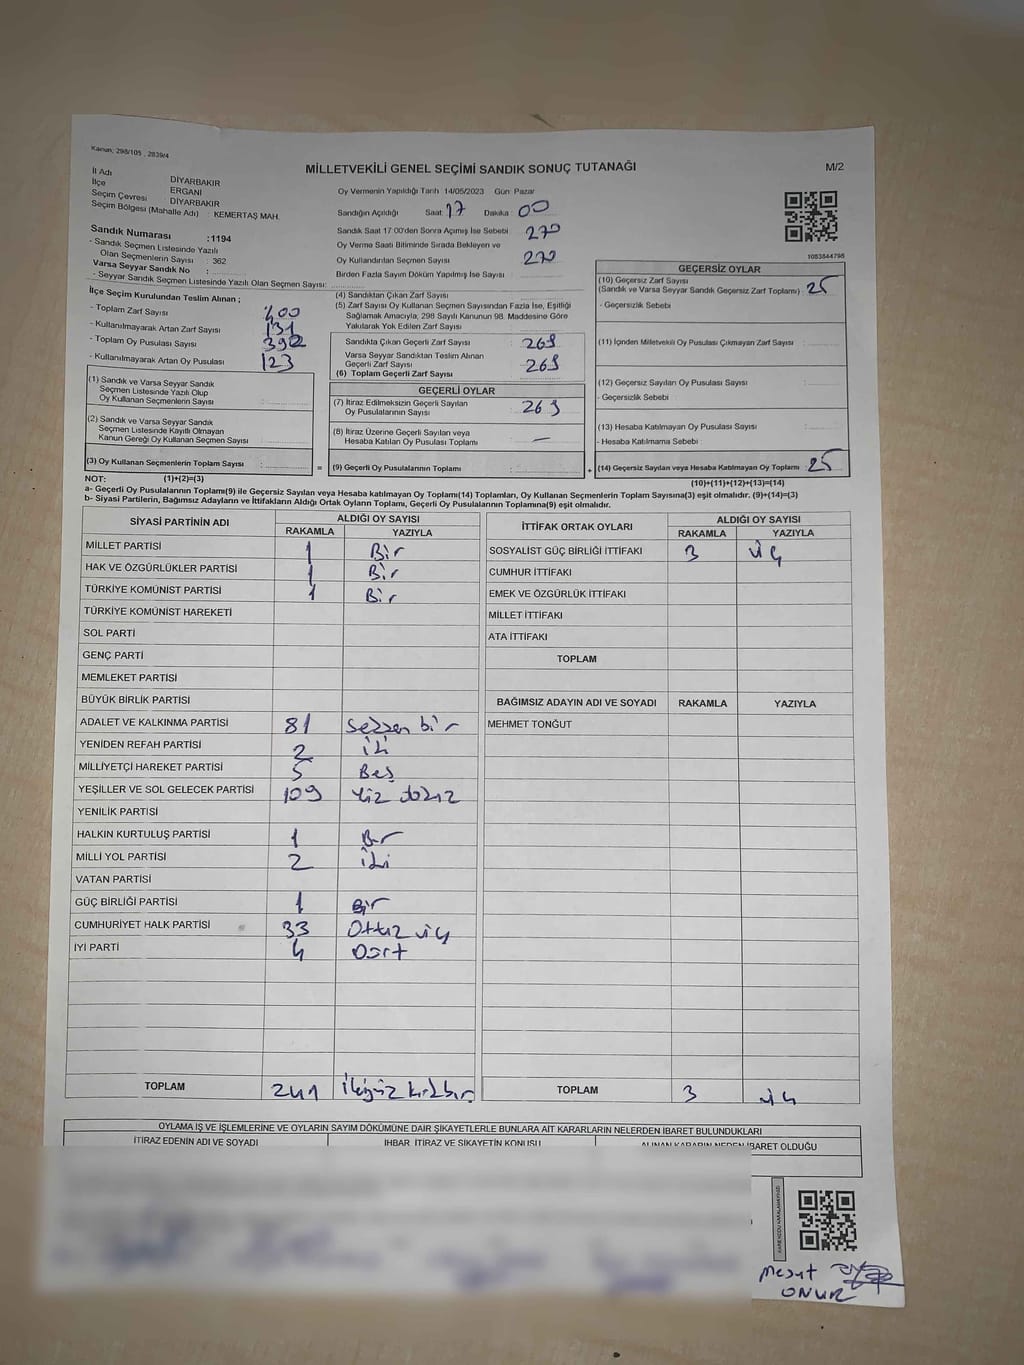 Kanun: 298/105 , 2839/4
MİLLETVEKİLİ GENEL SEÇİMİ SANDIK SONUÇ TUTANAĞI
M/2
İl Adı DİYARBAKIR
İlçe ERGANİ
Seçim Çevresi DİYARBAKIR
Seçim Bölgesi (Mahalle Adı) : KEMERTAŞ MAH.
Sandık Numarası :1194
- Sandık Seçmen Listesinde Yazılı
Olan Seçmenlerin Sayısı : 362
Varsa Seyyar Sandık No :
- Seyyar Sandık Seçmen Listesinde Yazılı Olan Seçmen Sayısı:
İlçe Seçim Kurulundan Teslim Alınan ;
- Toplam Zarf Sayısı 400
- Kullanılmayarak Artan Zarf Sayısı 131
- Toplam Oy Pusulası Sayısı 392
- Kullanılmayarak Artan Oy Pusulası 123
(1) Sandık ve Varsa Seyyar Sandık
Seçmen Listesinde Yazılı Olup
Oy Kullanan Seçmenlerin Sayısı :
(2) Sandık ve Varsa Seyyar Sandık
Seçmen Listesinde Kayıtlı Olmayan
Kanun Gereği Oy Kullanan Seçmen Sayısı :
(3) Oy Kullanan Seçmenlerin Toplam Sayısı :
Oy Vermenin Yapıldığı Tarih 14/05/2023 Gün Pazar
Sandığın Açıldığı Saat: 17 Dakika : 00
Sandık Saat 17.00'den Sonra Açılmış İse Sebebi 270
Oy Verme Saati Bitiminde Sırada Bekleyen ve
Oy Kullandırılan Seçmen Sayısı 270
Birden Fazla Sayım Döküm Yapılmış İse Sayısı :
(4) Sandıktan Çıkan Zarf Sayısı :
(5) Zarf Sayısı Oy Kullanan Seçmen Sayısından Fazla İse, Eşitliği
Sağlamak Amacıyla; 298 Sayılı Kanunun 98. Maddesine Göre
Yakılarak Yok Edilen Zarf Sayısı :
Sandıkta Çıkan Geçerli Zarf Sayısı : 269
Varsa Seyyar Sandıktan Teslim Alınan
Geçerli Zarf Sayısı : 269
(6) Toplam Geçerli Zarf Sayısı :
GEÇERLİ OYLAR
(7) İtiraz Edilmeksizin Geçerli Sayılan
Oy Pusulalarının Sayısı : 269
(8) İtiraz Üzerine Geçerli Sayılan veya
Hesaba Katılan Oy Pusulası Toplamı : —
= (9) Geçerli Oy Pusulalarının Toplamı :
1083844798
GEÇERSİZ OYLAR
(10) Geçersiz Zarf Sayısı
(Sandık ve Varsa Seyyar Sandık Geçersiz Zarf Toplamı) : 25
- Geçersizlik Sebebi :
(11) İçinden Milletvekili Oy Pusulası Çıkmayan Zarf Sayısı :
(12) Geçersiz Sayılan Oy Pusulası Sayısı :
- Geçersizlik Sebebi :
(13) Hesaba Katılmayan Oy Pusulası Sayısı :
- Hesaba Katılmama Sebebi :
+ (14) Geçersiz Sayılan veya Hesaba Katılmayan Oy Toplamı : 25
NOT: (1)+(2)=(3) (10)+(11)+(12)+(13)=(14)
a- Geçerli Oy Pusulasının Toplamı(9) ile Geçersiz Sayılan veya Hesaba katılmayan Oy Toplamı(14) Toplamları, Oy Kullanan Seçmenlerin Toplam Sayısına(3) eşit olmalıdır. (9)+(14)=(3)
b- Siyasi Partilerin, Bağımsız Adayların ve İttifakların Aldığı Ortak Oyların Toplamı, Geçerli Oy Pusulalarının Toplamına(9) eşit olmalıdır.
SİYASİ PARTİNİN ADI ALDIĞI OY SAYISI
RAKAMLA YAZIYLA
MİLLET PARTİSİ 1 Bir
HAK VE ÖZGÜRLÜKLER PARTİSİ 1 Bir
TÜRKİYE KOMÜNİST PARTİSİ 1 Bir
TÜRKİYE KOMÜNİST HAREKETİ
SOL PARTİ
GENÇ PARTİ
MEMLEKET PARTİSİ
BÜYÜK BİRLİK PARTİSİ
ADALET VE KALKINMA PARTİSİ 81 seksen bir
YENİDEN REFAH PARTİSİ 2 iki
MİLLİYETÇİ HAREKET PARTİSİ 5 Beş
YEŞİLLER VE SOL GELECEK PARTİSİ 109 Yüz dokuz
YENİLİK PARTİSİ
HALKIN KURTULUŞ PARTİSİ 1 Bir
MİLLİ YOL PARTİSİ 2 iki
VATAN PARTİSİ
GÜÇ BİRLİĞİ PARTİSİ 1 Bir
CUMHURİYET HALK PARTİSİ 33 Ottuz üç
İYİ PARTİ 4 Dört
TOPLAM 241 ikiyüz kırkbir
İTTİFAK ORTAK OYLARI ALDIĞI OY SAYISI
RAKAMLA YAZIYLA
SOSYALİST GÜÇ BİRLİĞİ İTTİFAKI 3 üç
CUMHUR İTTİFAKI
EMEK VE ÖZGÜRLÜK İTTİFAKI
MİLLET İTTİFAKI
ATA İTTİFAKI
TOPLAM
BAĞIMSIZ ADAYIN ADI VE SOYADI RAKAMLA YAZIYLA
MEHMET TONĞUT
TOPLAM 3 üç
OYLAMA İŞ VE İŞLEMLERİNE VE OYLARIN SAYIM DÖKÜMÜNE DAİR ŞİKAYETLERLE BUNLARA AİT KARARLARIN NELERDEN İBARET BULUNDUKLARI
İTİRAZ EDENİN ADI VE SOYADI İHBAR, İTİRAZ VE ŞİKAYETİN KONUSU ALINAN KARARIN NEDEN İBARET OLDUĞU
Mesut
ONUR